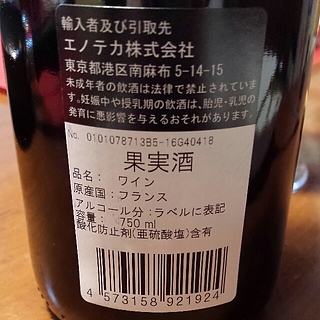 輸入者及び引取先
エノテカ株式会社
東京都港区南麻布 5-14-15
未成年者の飲酒は法律で禁止されていま
す。妊娠中や授乳期の飲酒は、胎児・乳児の
発育に悪影響を与えるおそれがあります。
No. 0101078713B5-16G40418
果実酒
品名： ワイン
原産国：フランス
アルコール分：ラベルに表記
容量： 750 ml
酸化防止剤(亜硫酸塩)含有
4 573158 921924